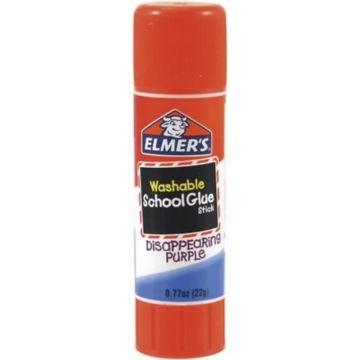 ELMER'S
Washable
School Glue
Stick
DISAPPEARING
PURPLE
0.77oz (22g)